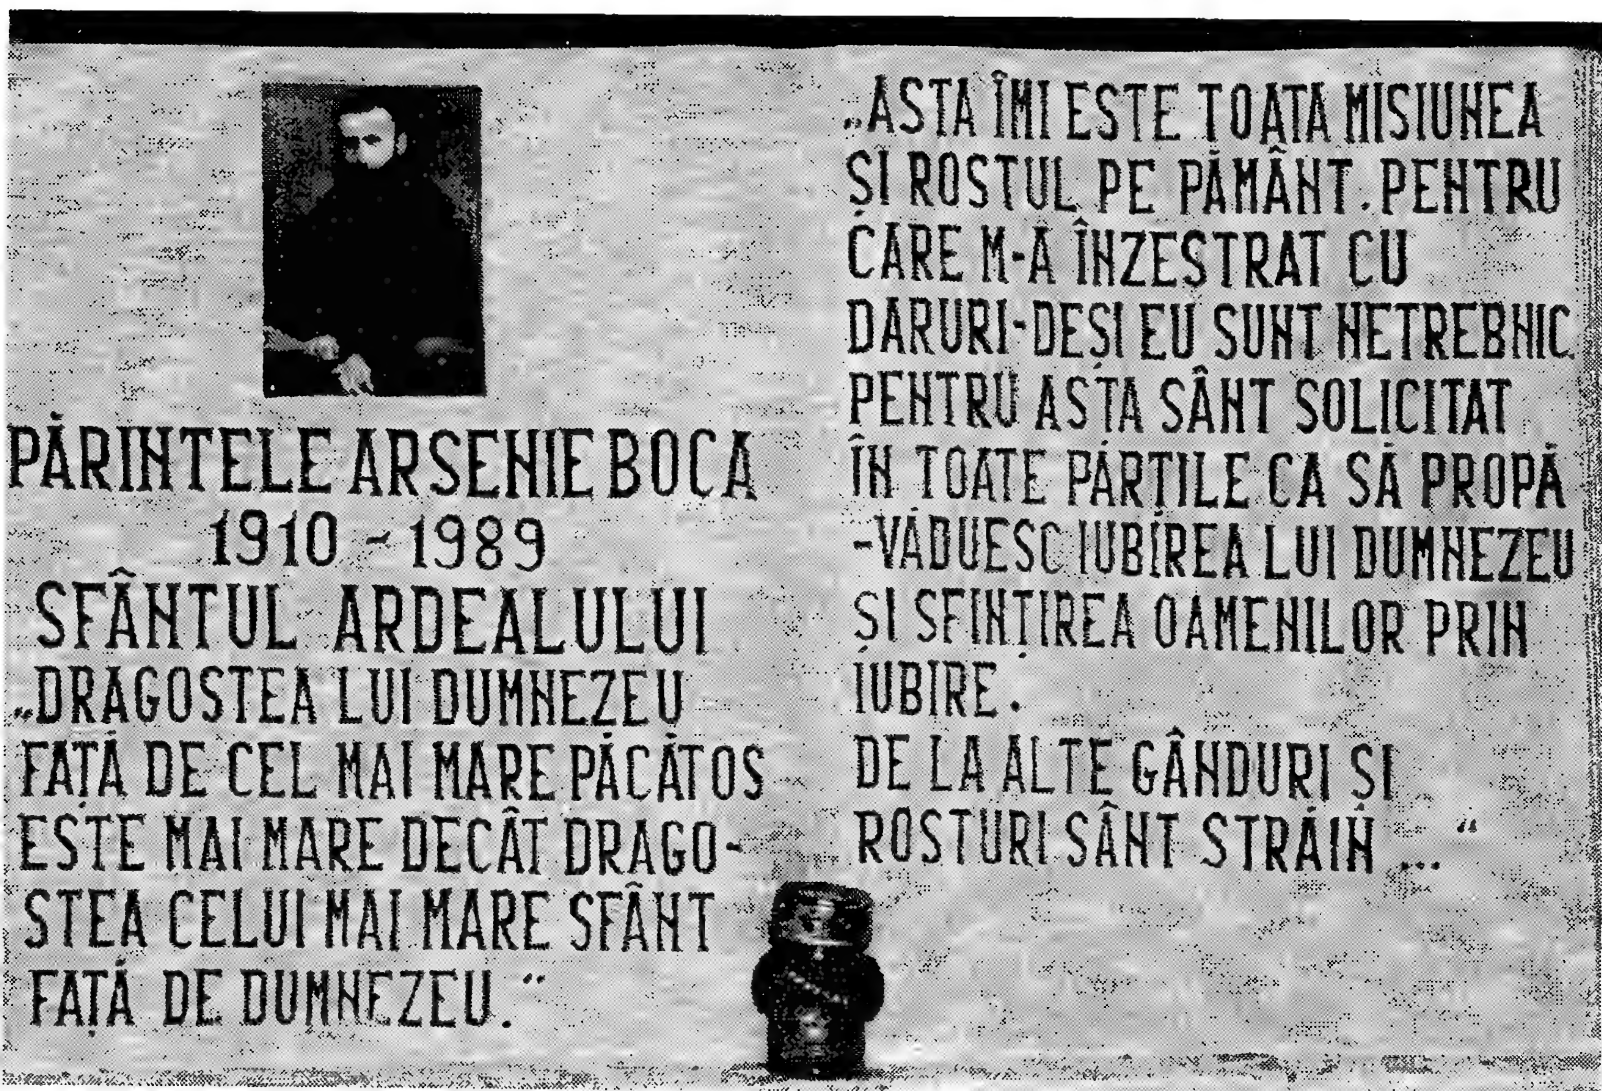 PĂRINTELE ARSENIE BOCA
1910 - 1989
SFÂNTUL ARDEALULUI
„DRAGOSTEA LUI DUMNEZEU
FAȚĂ DE CEL MAI MARE PĂCĂTOS
ESTE MAI MARE DECÂT DRAGO-
STEA CELUI MAI MARE SFÂNT
FAȚĂ DE DUMNEZEU."
„ASTA ÎMI ESTE TOATA MISIUNEA
ȘI ROSTUL PE PĂMÂNT. PENTRU
CARE M-A ÎNZESTRAT CU
DARURI-DEȘI EU SUNT NETREBNIC.
PENTRU ASTA SÂNT SOLICITAT
ÎN TOATE PĂRȚILE CA SĂ PROPĂ
-VĂDUESC IUBIREA LUI DUMNEZEU
ȘI SFINȚIREA OAMENILOR PRIN
IUBIRE.
DE LA ALTE GÂNDURI ȘI
ROSTURI SÂNT STRĂIN ..."